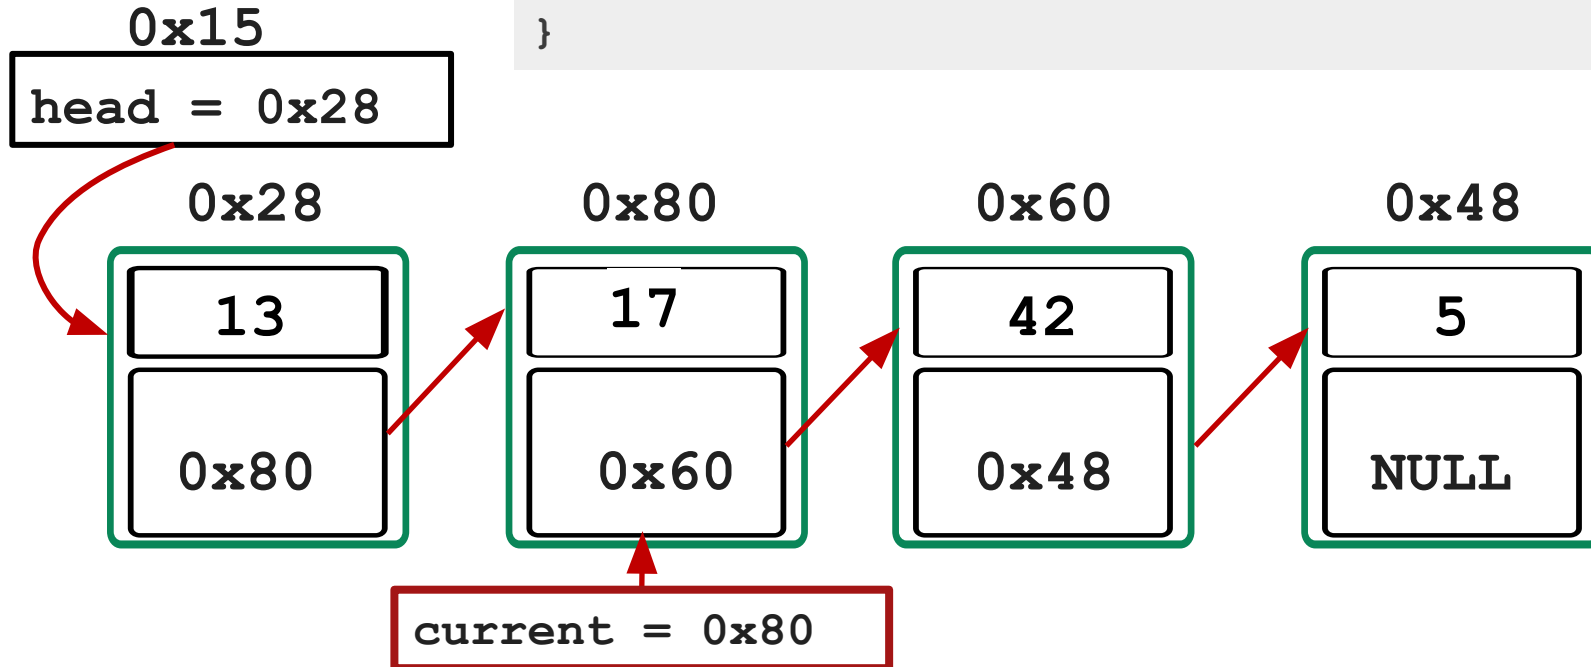 0x15
}
head = 0x28
0x28 0x80 0x60 0x48
13 17 42 5
0x80 0x60 0x48 NULL
current = 0x80